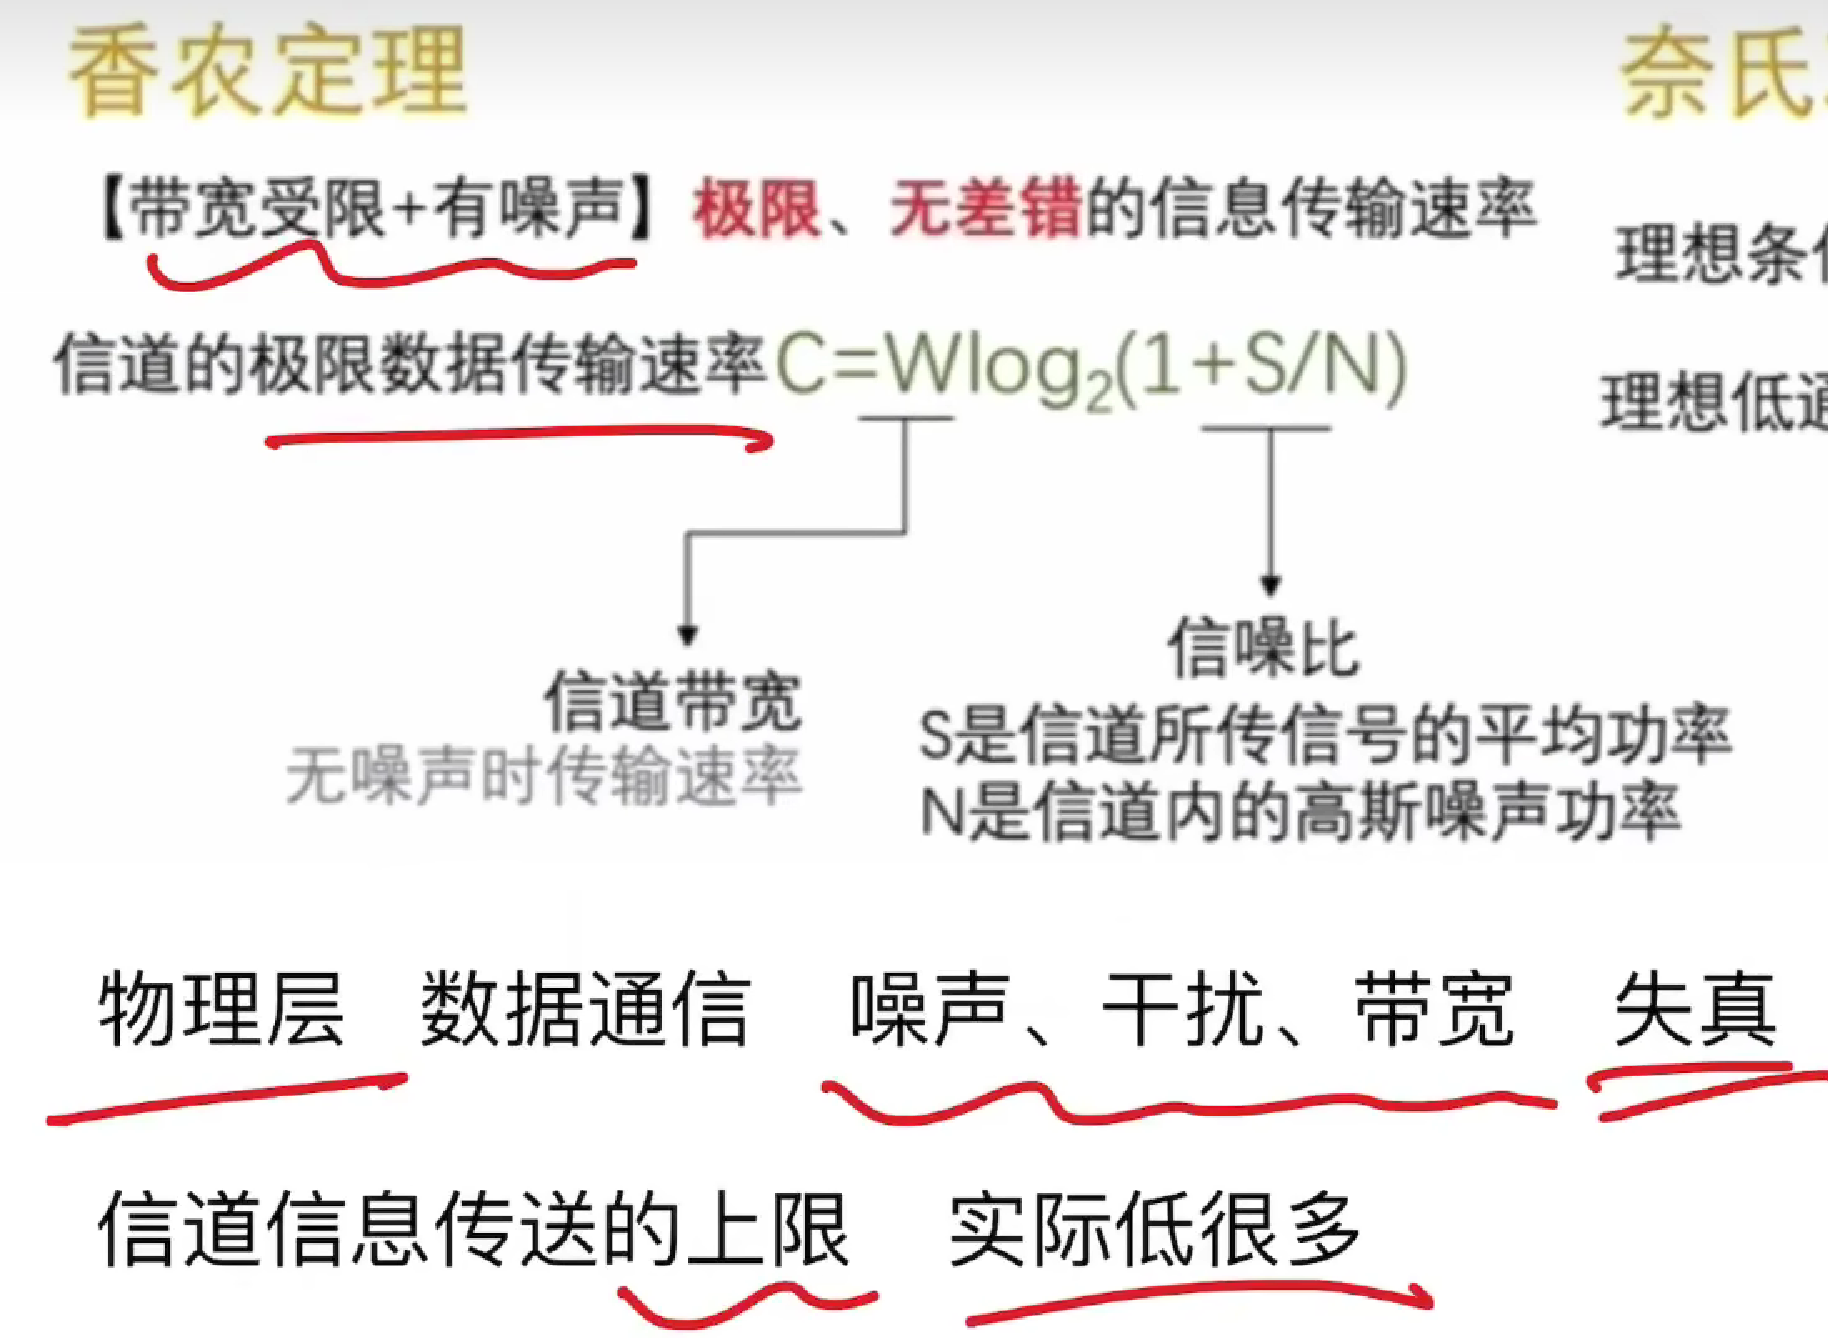 香农定理
奈氏
【带宽受限+有噪声】极限、无差错的信息传输速率
理想条
信道的极限数据传输速率C=Wlog₂(1+S/N)
理想低
信噪比
信道带宽
无噪声时传输速率
S是信道所传信号的平均功率
N是信道内的高斯噪声功率
物理层 数据通信 噪声、干扰、带宽 失真
信道信息传送的上限 实际低很多